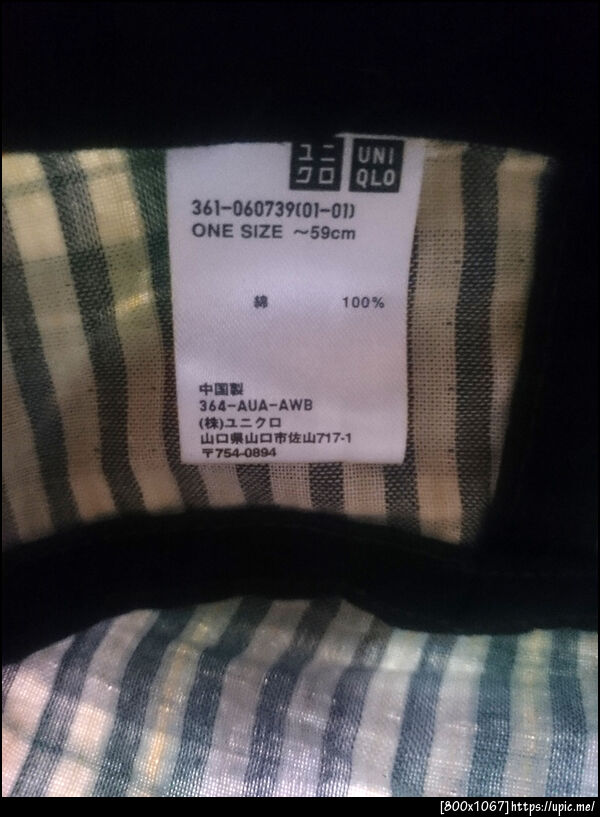 ユニクロ UNIQLO
361-060739(01-01)
ONE SIZE ～59cm
綿 100%
中国製
364-AUA-AWB
(株)ユニクロ
山口県山口市佐山717-1
〒754-0894
[800x1067]https://upic.me/